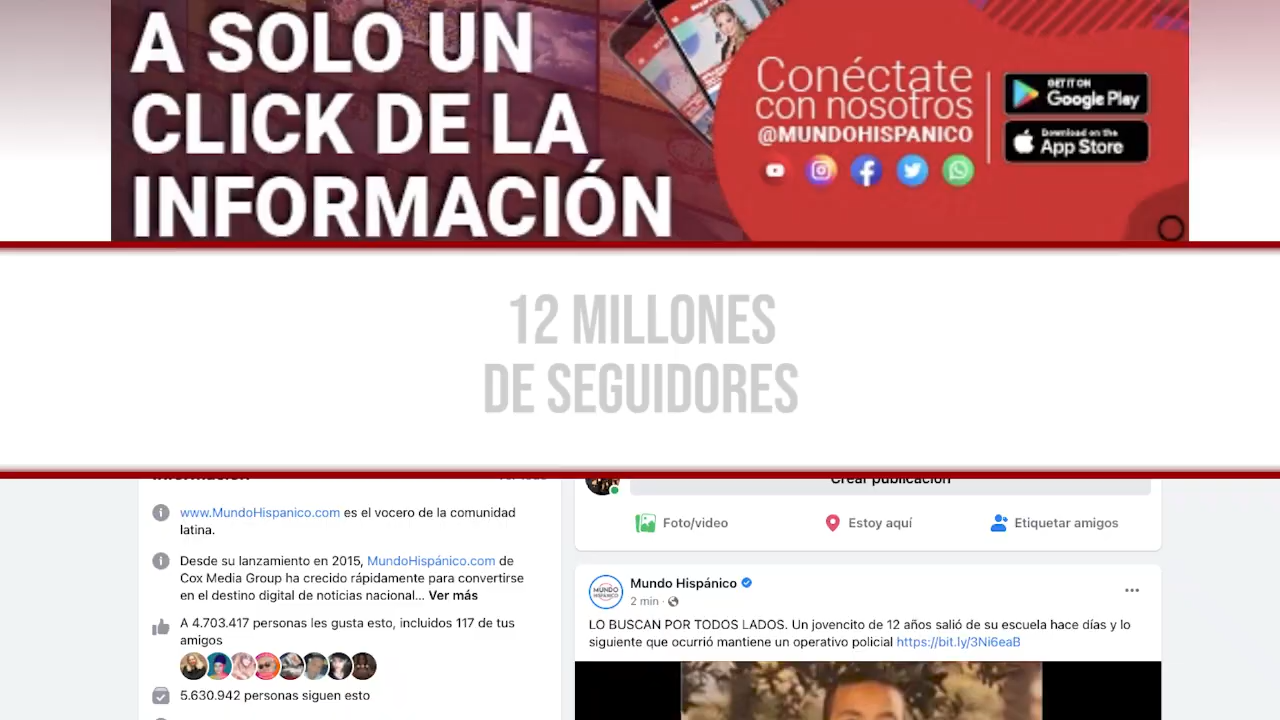 A SOLO UN
CLICK DE LA
INFORMACIÓN
Conéctate
con nosotros
@MUNDOHISPANICO
GET IT ON
Google Play
Download on the
App Store
12 MILLONES
DE SEGUIDORES
Crear publicación
www.MundoHispanico.com es el vocero de la comunidad
latina.
Desde su lanzamiento en 2015, MundoHispánico.com de
Cox Media Group ha crecido rápidamente para convertirse
en el destino digital de noticias nacional... Ver más
A 4.703.417 personas les gusta esto, incluidos 117 de tus
amigos
5.630.942 personas siguen esto
Foto/video
Estoy aquí
Etiquetar amigos
MUNDO
HISPÁNICO
Mundo Hispánico
2 min ·
LO BUSCAN POR TODOS LADOS. Un jovencito de 12 años salió de su escuela hace días y lo
siguiente que ocurrió mantiene un operativo policial https://bit.ly/3Ni6eaB